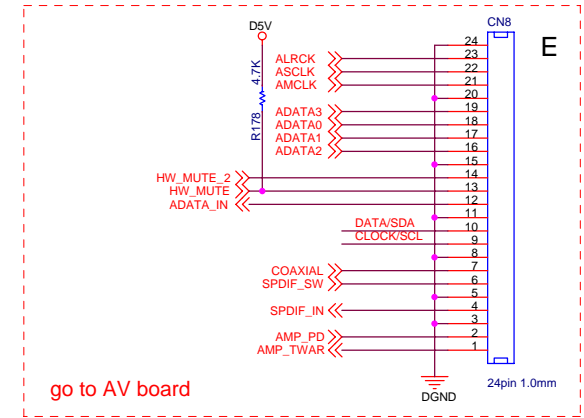 D5V
CN8
E
4.7K
R178
ALRCK
ASCLK
AMCLK
ADATA3
ADATA0
ADATA1
ADATA2
HW_MUTE_2
HW_MUTE
ADATA_IN
DATA/SDA
CLOCK/SCL
COAXIAL
SPDIF_SW
SPDIF_IN
AMP_PD
AMP_TWAR
24
23
22
21
20
19
18
17
16
15
14
13
12
11
10
9
8
7
6
5
4
3
2
1
go to AV board
DGND
24pin 1.0mm